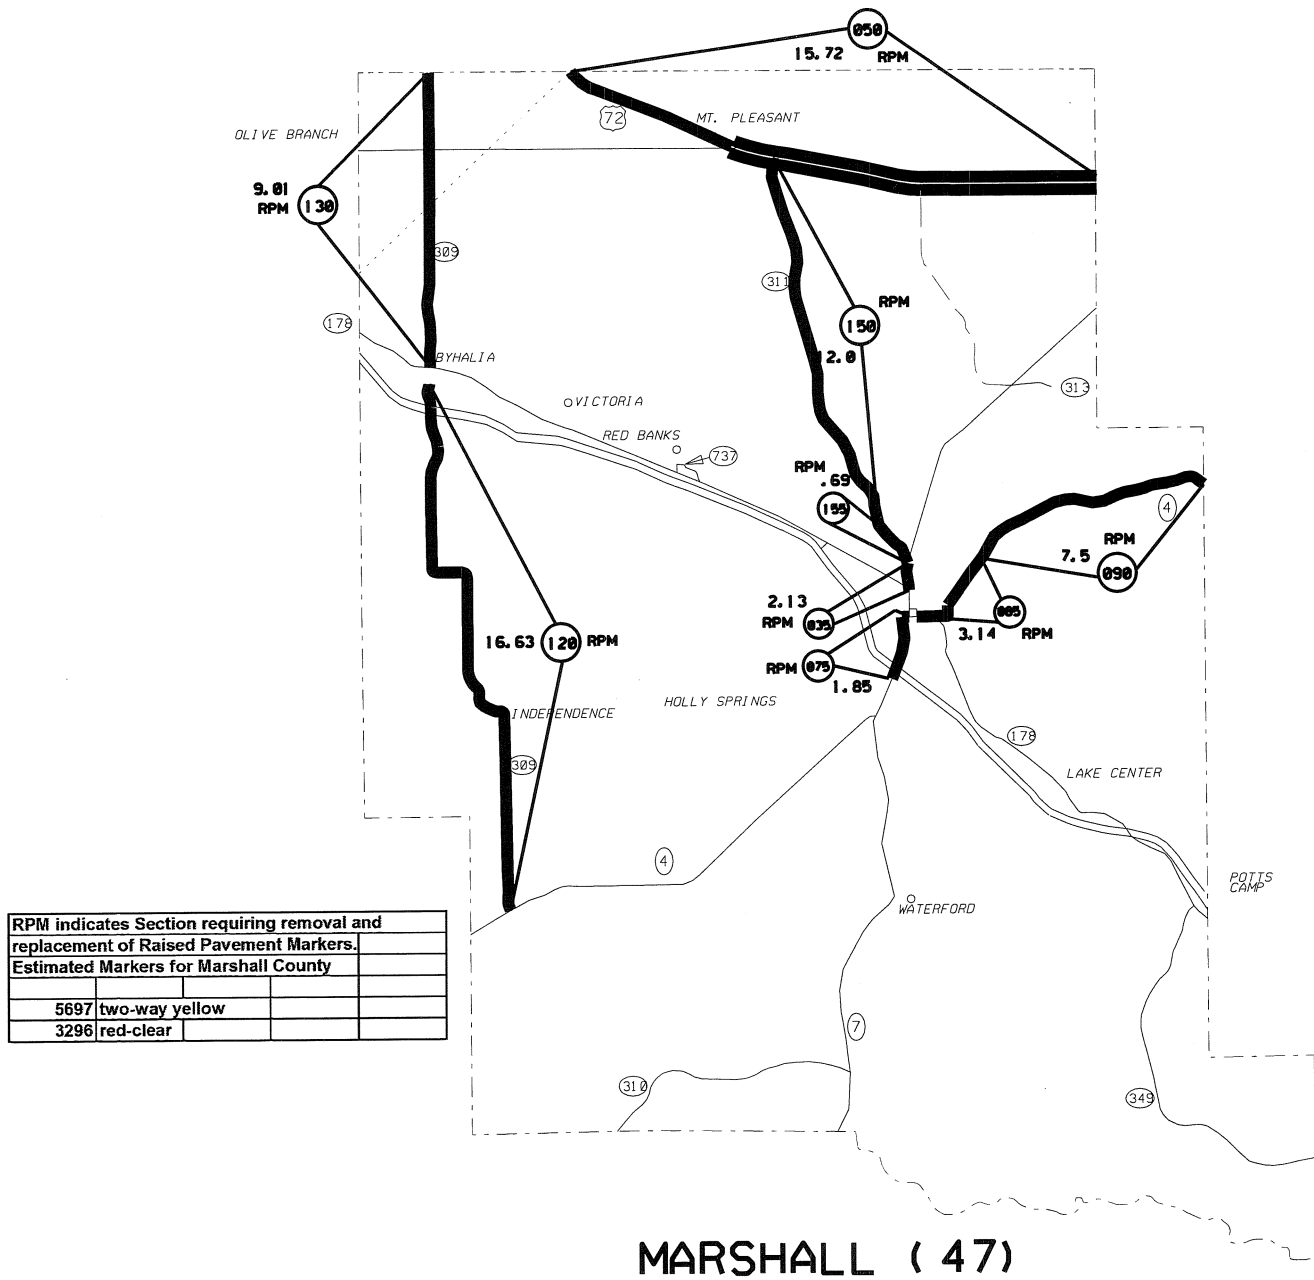 050
15.72 RPM
72
MT. PLEASANT
OLIVE BRANCH
9.01
RPM 130
309
311
RPM
178
150
BYHALIA
12.0
313
VICTORIA
RED BANKS
737
RPM
.69
155
4
RPM
7.5
090
2.13
RPM 035
3.14 RPM
16.63 120 RPM
RPM 075
1.85
HOLLY SPRINGS
INDEPENDENCE
178
309
LAKE CENTER
4
POTTS
CAMP
WATERFORD
RPM indicates Section requiring removal and
replacement of Raised Pavement Markers.
Estimated Markers for Marshall County
5697 two-way yellow
3296 red-clear
7
310
349
MARSHALL (47)